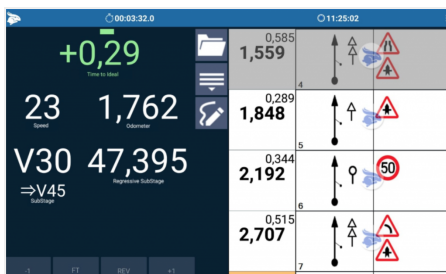 00:03:32.0
11:25:02
+0,29
Time to Ideal
23
Speed
1,762
Odometer
V30
⇒V45
SubStage
47,395
Regressive SubStage
-1
FT
REV
+1
0,585
1,559
4
0,289
1,848
5
0,344
2,192
50
6
0,515
2,707
7